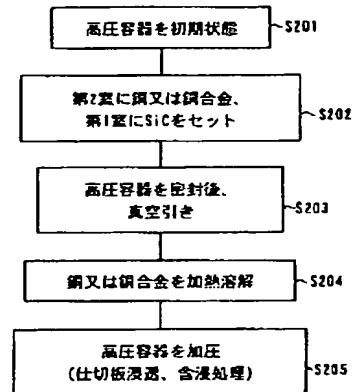 高圧容器を初期状態
S201
第2室に銅又は銅合金、
第1室にSiCをセット
S202
高圧容器を密封後、
真空引き
S203
銅又は銅合金を加熱溶解
S204
高圧容器を加圧
(仕切板浸透、含浸処理)
S205